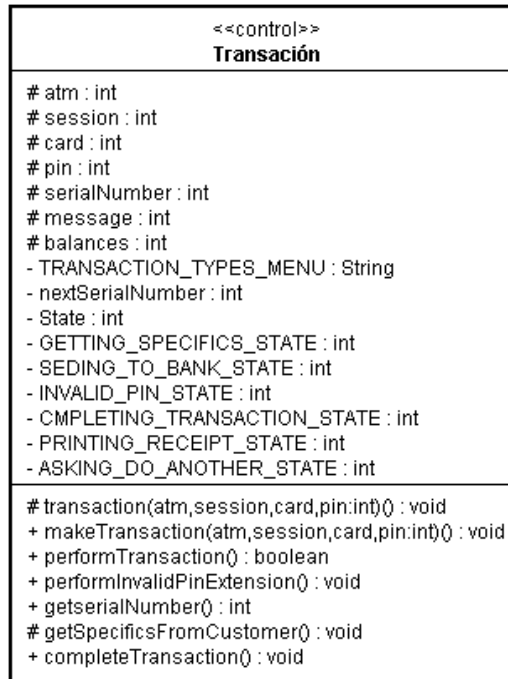 <<control>>
Transación
# atm : int
# session : int
# card : int
# pin : int
# serialNumber : int
# message : int
# balances : int
- TRANSACTION_TYPES_MENU : String
- nextSerialNumber : int
- State : int
- GETTING_SPECIFICS_STATE : int
- SEDING_TO_BANK_STATE : int
- INVALID_PIN_STATE : int
- CMPLETING_TRANSACTION_STATE : int
- PRINTING_RECEIPT_STATE : int
- ASKING_DO_ANOTHER_STATE : int
# transaction(atm,session,card,pin:int)() : void
+ makeTransaction(atm,session,card,pin:int)() : void
+ performTransaction() : boolean
+ performInvalidPinExtension() : void
+ getserialNumber() : int
# getSpecificsFromCustomer() : void
+ completeTransaction() : void